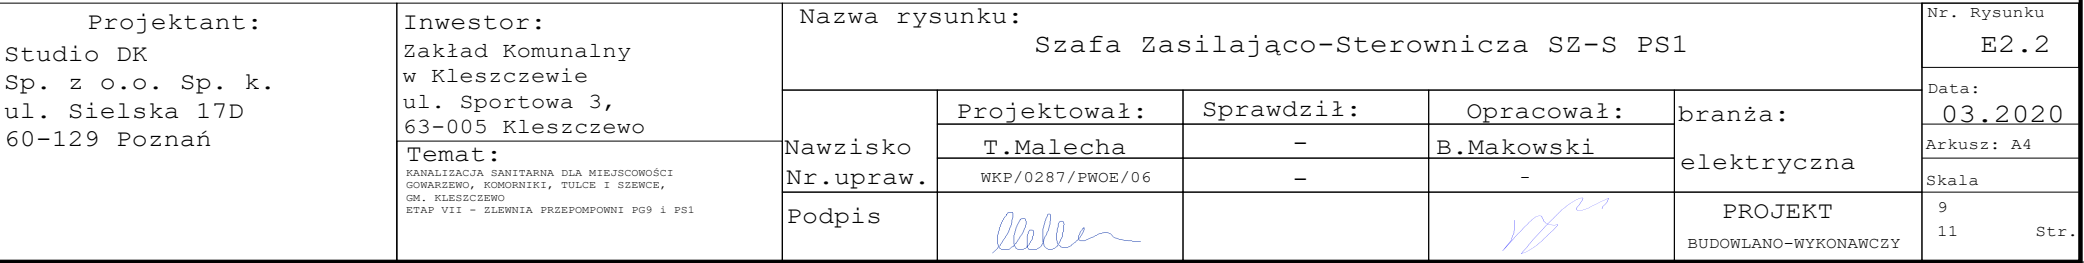 Projektant:
Studio DK
Sp. z o.o. Sp. k.
ul. Sielska 17D
60-129 Poznań
Inwestor:
Zakład Komunalny
w Kleszczewie
ul. Sportowa 3,
63-005 Kleszczewo
Temat:
KANALIZACJA SANITARNA DLA MIEJSCOWOŚCI
GOWARZEWO, KOMORNIKI, TULCE I SZEWCE,
GM. KLESZCZEWO
ETAP VII - ZLEWNIA PRZEPOMPOWNI PG9 i PS1
Nazwa rysunku:
Szafa Zasilająco-Sterownicza SZ-S PS1
Projektował: Sprawdził: Opracował:
Nawzisko T.Malecha - B.Makowski
Nr.upraw. WKP/0287/PWOE/06 - -
Podpis
branża:
elektryczna
PROJEKT
BUDOWLANO-WYKONAWCZY
Nr. Rysunku
E2.2
Data:
03.2020
Arkusz: A4
Skala
9
11 Str.